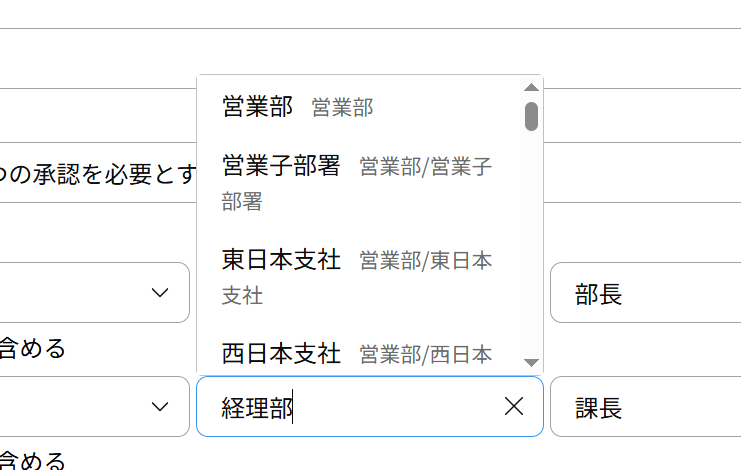 営業部 営業部
営業子部署 営業部/営業子
部署
つの承認を必要とす
東日本支社 営業部/東日本
支社
部長
西日本支社 営業部/西日本
含める
経理部
課長
含める